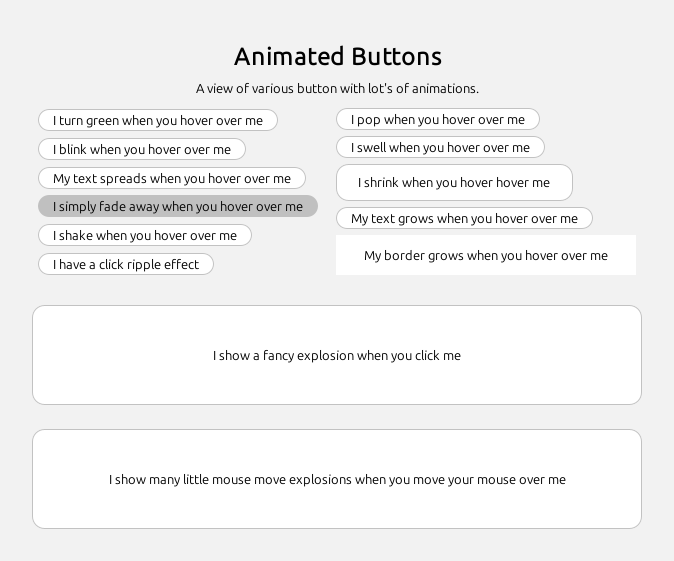 Animated Buttons
A view of various button with lot's of animations.
I turn green when you hover over me
I blink when you hover over me
My text spreads when you hover over me
I simply fade away when you hover over me
I shake when you hover over me
I have a click ripple effect
I pop when you hover over me
I swell when you hover over me
I shrink when you hover hover me
My text grows when you hover over me
My border grows when you hover over me
I show a fancy explosion when you click me
I show many little mouse move explosions when you move your mouse over me